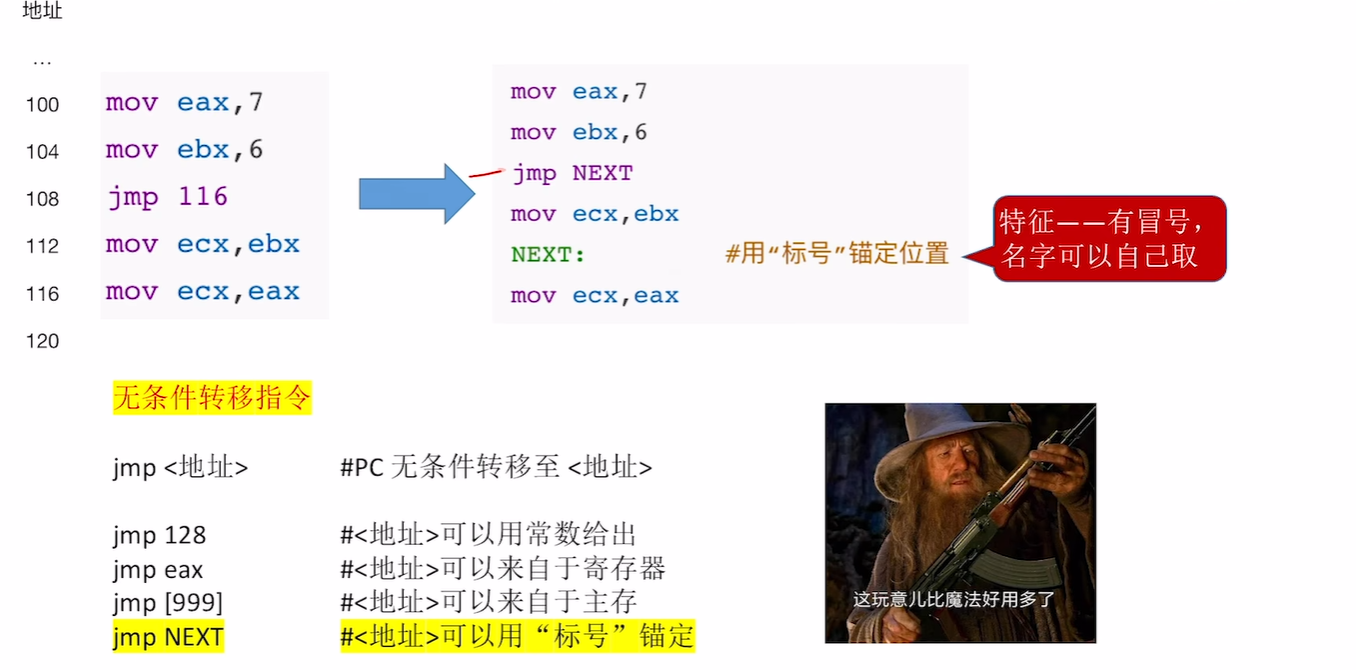 地址
...
100 mov eax,7
104 mov ebx,6
108 jmp 116
112 mov ecx,ebx
116 mov ecx,eax
120
mov eax,7
mov ebx,6
jmp NEXT
mov ecx,ebx
NEXT: #用“标号”锚定位置
mov ecx,eax
特征——有冒号，
名字可以自己取
无条件转移指令
jmp <地址> #PC 无条件转移至 <地址>
jmp 128 #<地址>可以用常数给出
jmp eax #<地址>可以来自于寄存器
jmp [999] #<地址>可以来自于主存
jmp NEXT #<地址>可以用“标号”锚定
这玩意儿比魔法好用多了